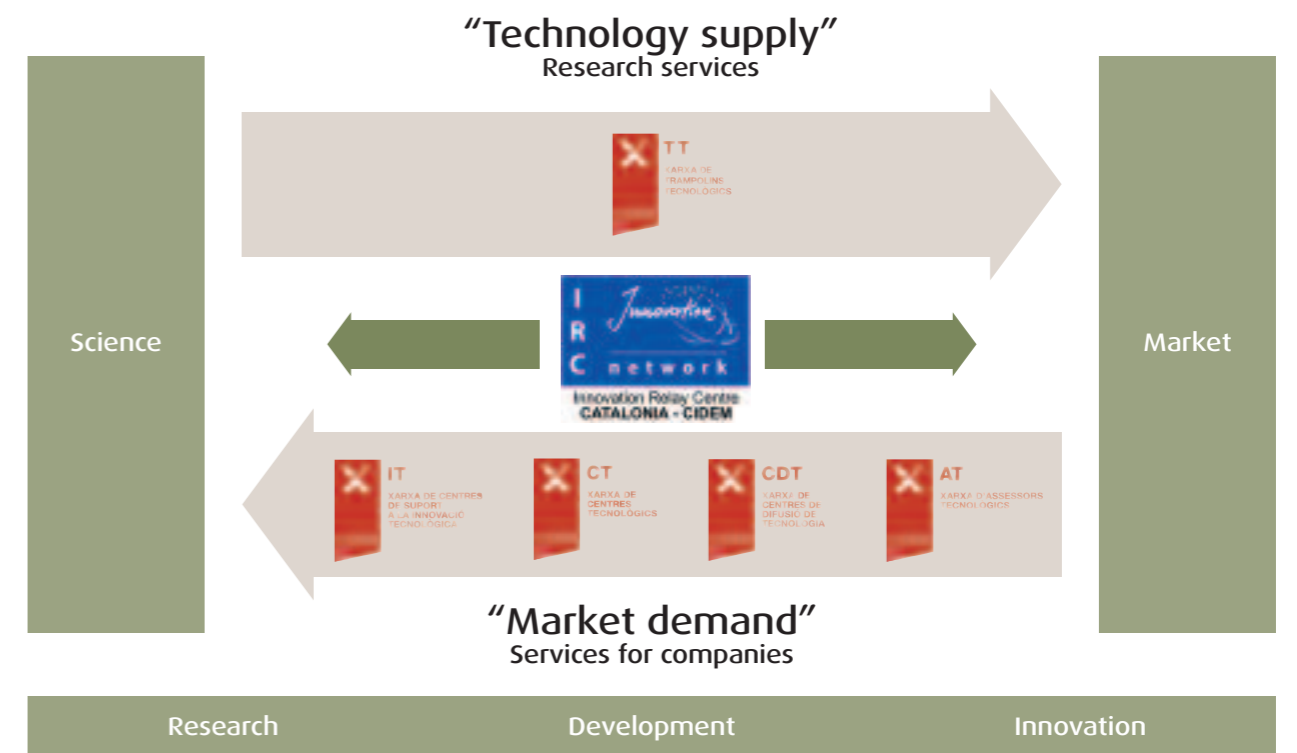 “Technology supply”
Research services
TT
XARXA DE
TRAMPOLINS
TECNOLÒGICS
Science
Market
I
R
C
Innovation
network
Innovation Relay Centre
CATALONIA - CIDEM
IT
XARXA DE CENTRES
DE SUPORT
A LA INNOVACIÓ
TECNOLÒGICA
CT
XARXA DE
CENTRES
TECNOLÒGICS
CDT
XARXA DE
CENTRES DE
DIFUSIÓ DE
TECNOLOGIA
AT
XARXA D'ASSESSORS
TECNOLÒGICS
“Market demand”
Services for companies
Research
Development
Innovation